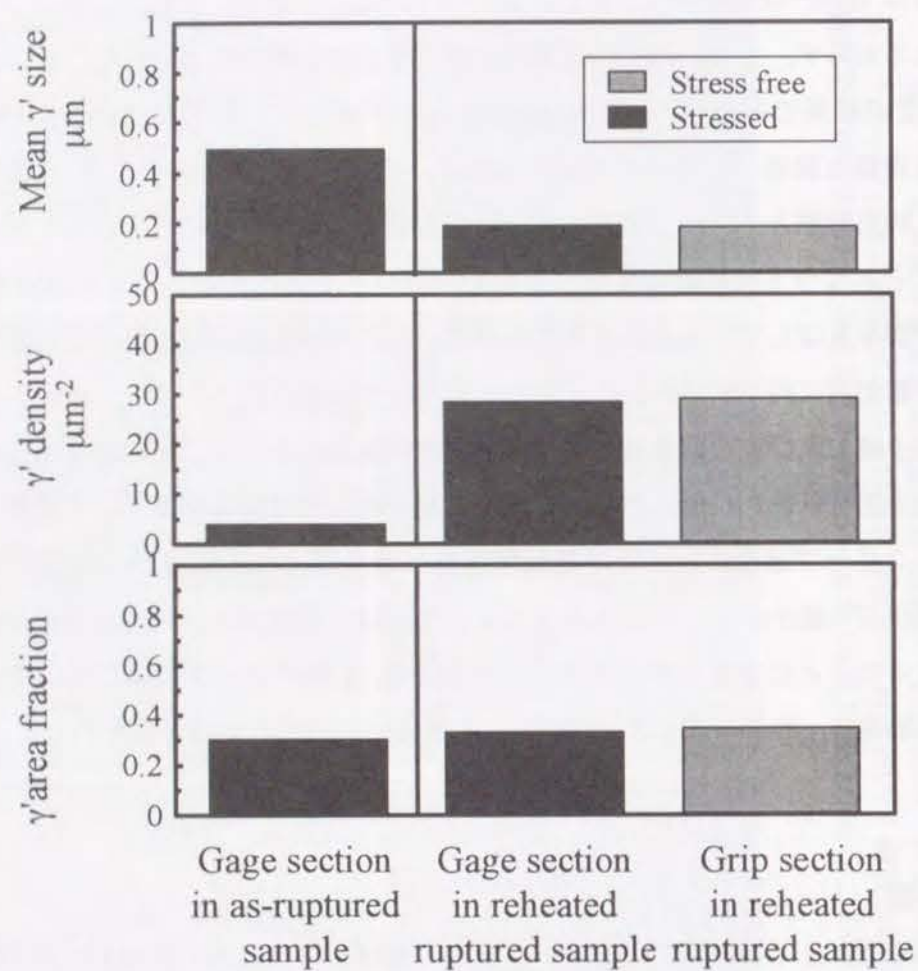 Mean γ' size
μm
1
0.8
0.6
0.4
0.2
0
Stress free
Stressed
γ' density
μm-2
50
40
30
20
10
0
γ'area fraction
1
0.8
0.6
0.4
0.2
0
Gage section
in as-ruptured
sample
Gage section
in reheated
ruptured sample
Grip section
in reheated
ruptured sample